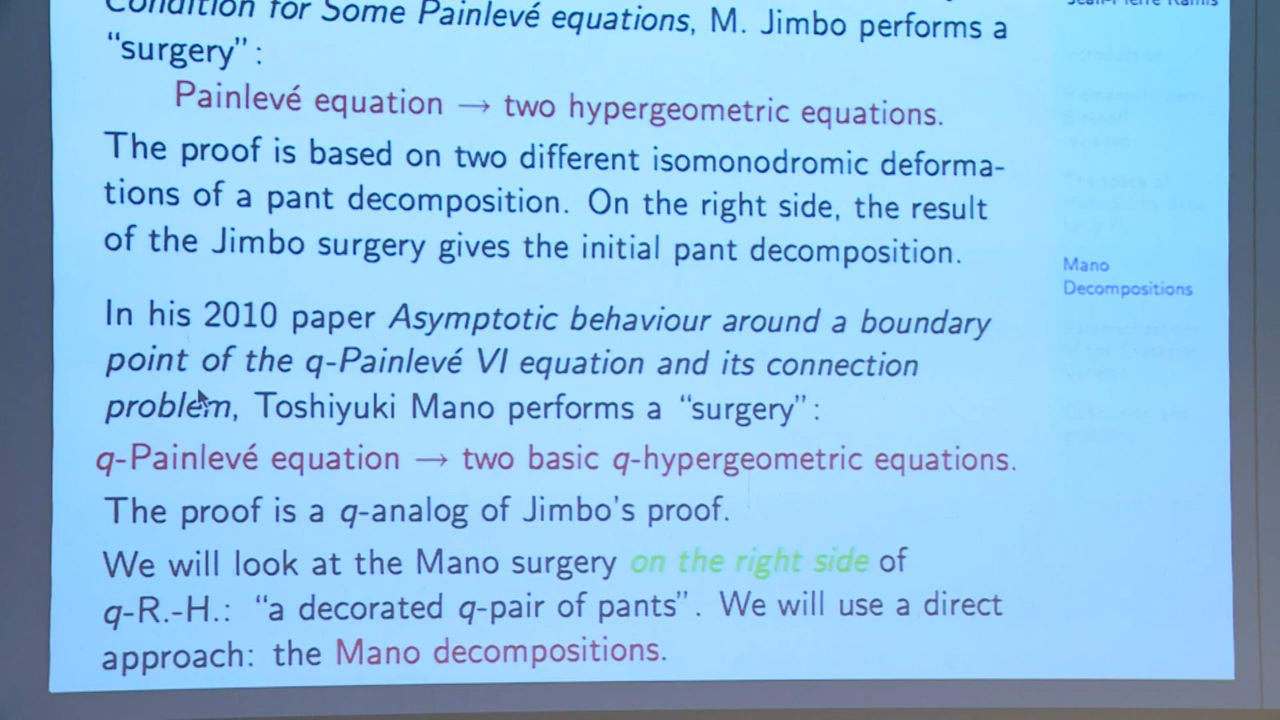 Condition for Some Painlevé equations, M. Jimbo performs a
“surgery”:
Painlevé equation → two hypergeometric equations.
The proof is based on two different isomonodromic deforma-
tions of a pant decomposition. On the right side, the result
of the Jimbo surgery gives the initial pant decomposition.
In his 2010 paper Asymptotic behaviour around a boundary
point of the q-Painlevé VI equation and its connection
problem, Toshiyuki Mano performs a “surgery”:
q-Painlevé equation → two basic q-hypergeometric equations.
The proof is a q-analog of Jimbo’s proof.
We will look at the Mano surgery on the right side of
q-R.-H.: “a decorated q-pair of pants”. We will use a direct
approach: the Mano decompositions.
Jean-Pierre Ramis
Introduction
Mano
Decompositions